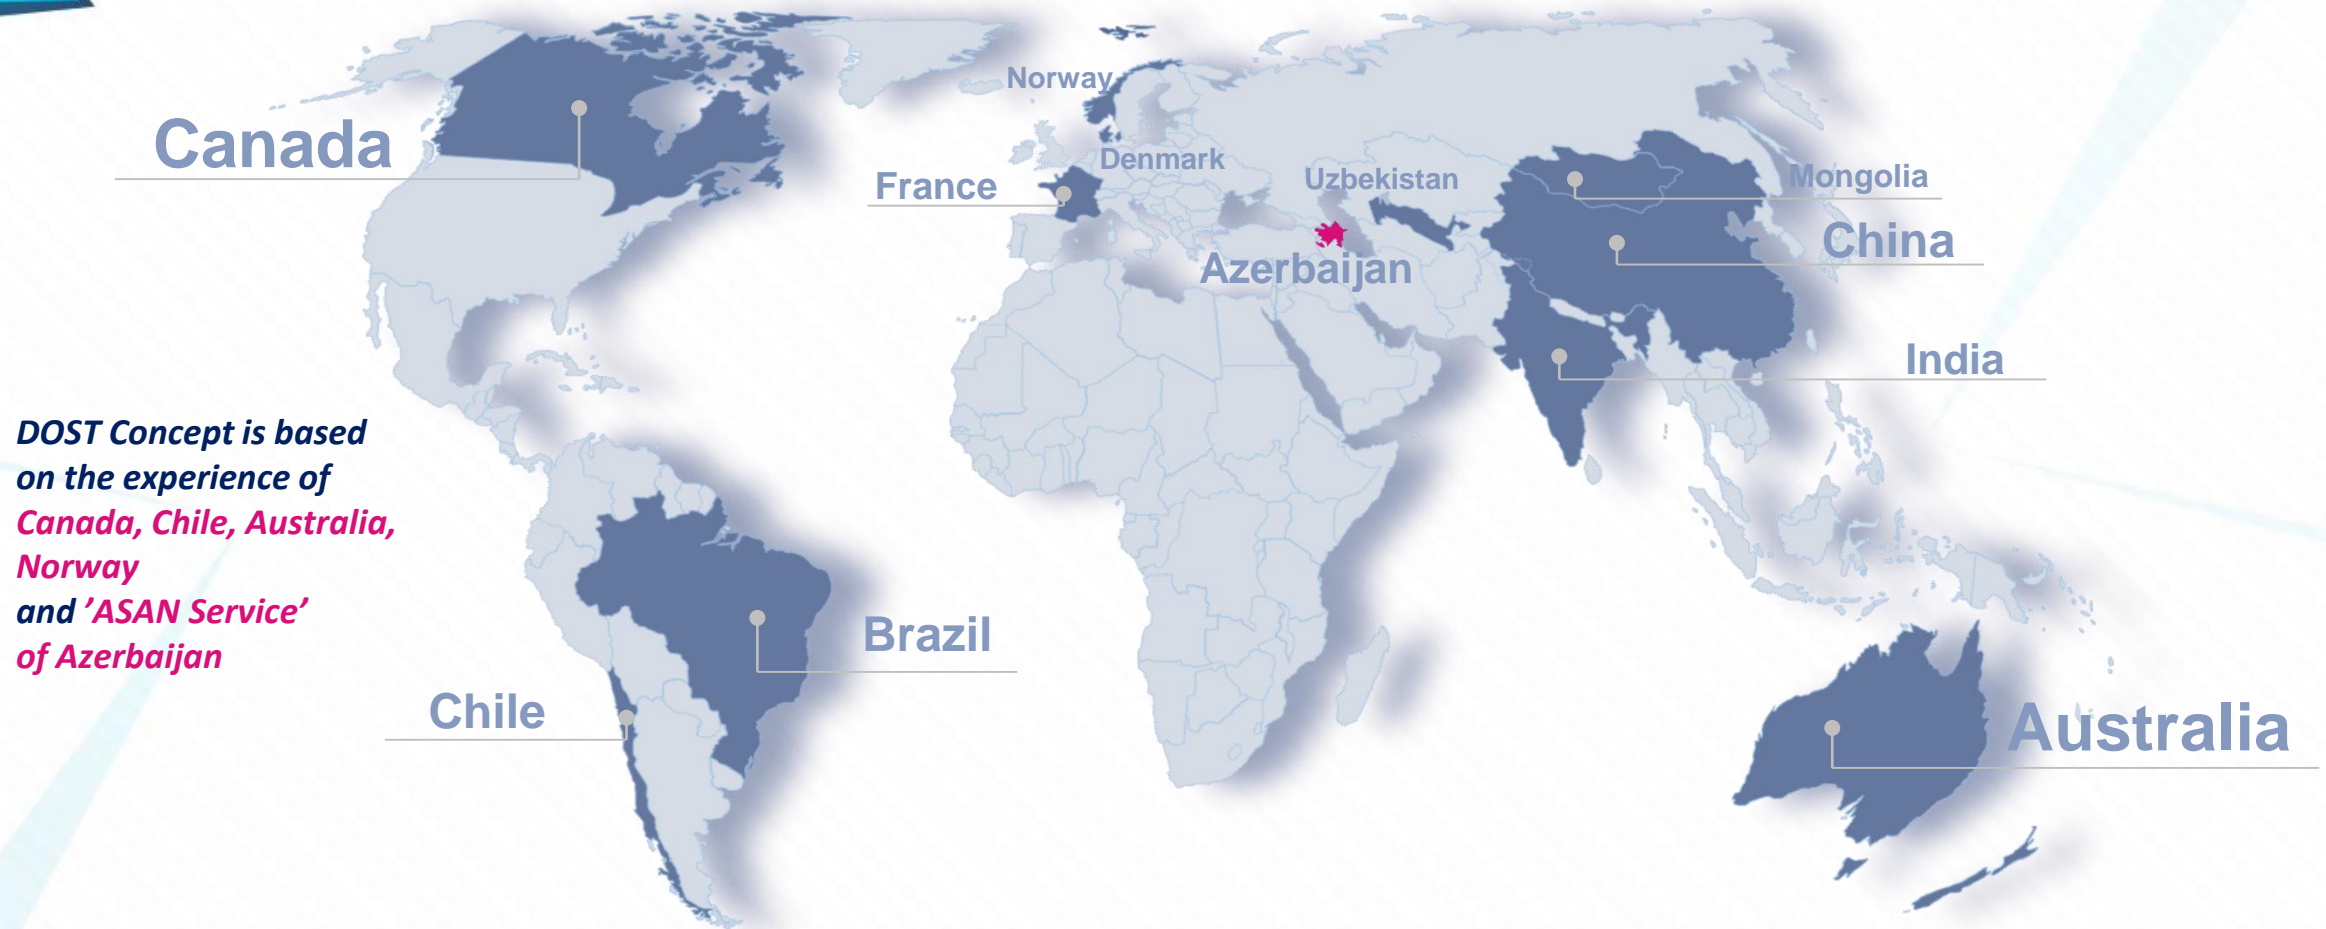 Norway
Canada
Denmark
France
Uzbekistan
Mongolia
China
Azerbaijan
India
DOST Concept is based
on the experience of
Canada, Chile, Australia,
Norway
and ’ASAN Service’
of Azerbaijan
Brazil
Chile
Australia